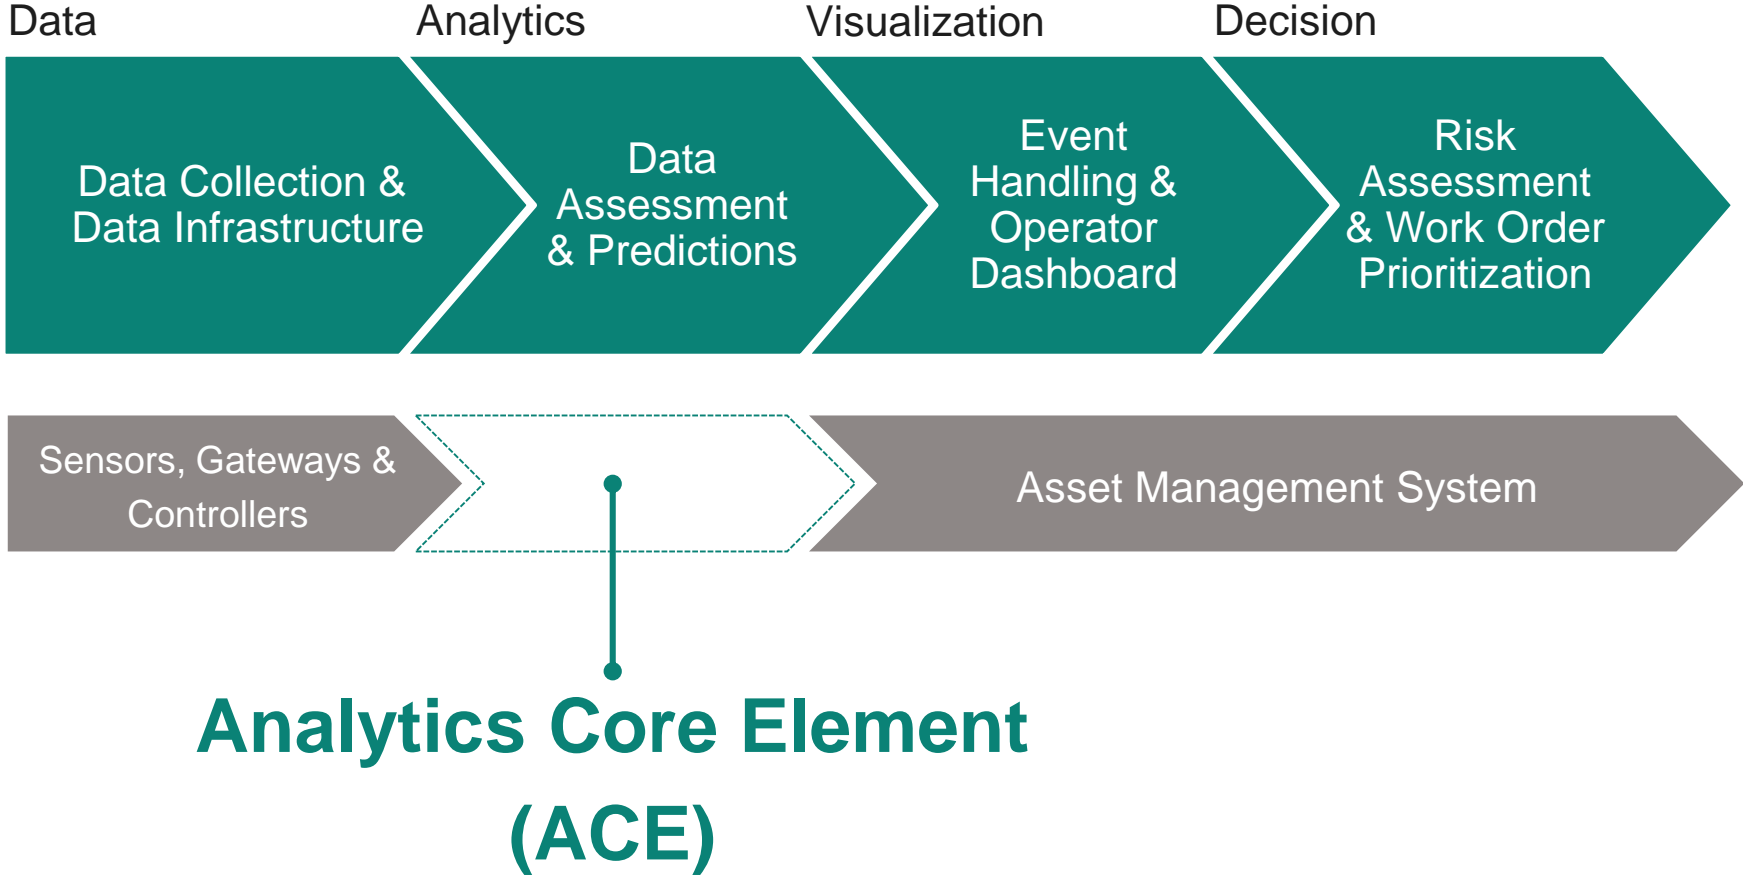 Data
Analytics
Visualization
Decision
Data Collection &
Data Infrastructure
Data
Assessment
& Predictions
Event
Handling &
Operator
Dashboard
Risk
Assessment
& Work Order
Prioritization
Sensors, Gateways &
Controllers
Asset Management System
Analytics Core Element
(ACE)